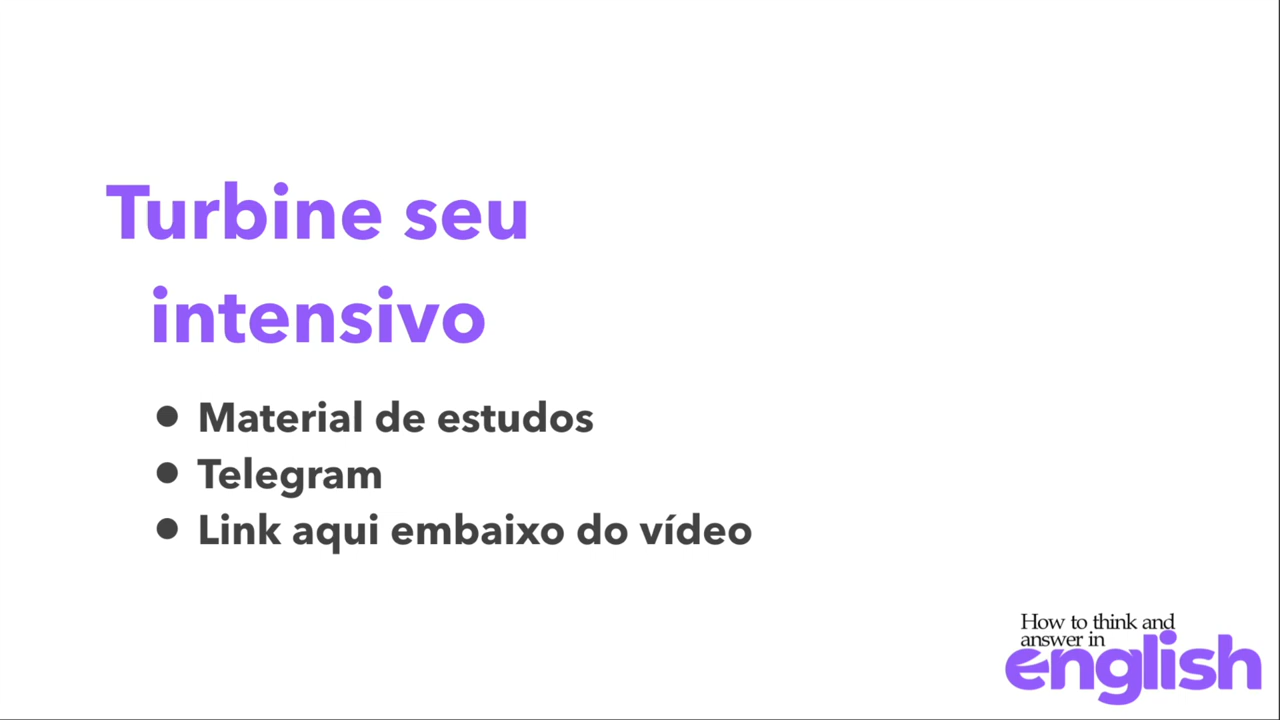 Turbine seu
intensivo
• Material de estudos
• Telegram
• Link aqui embaixo do vídeo
How to think and
answer in
english